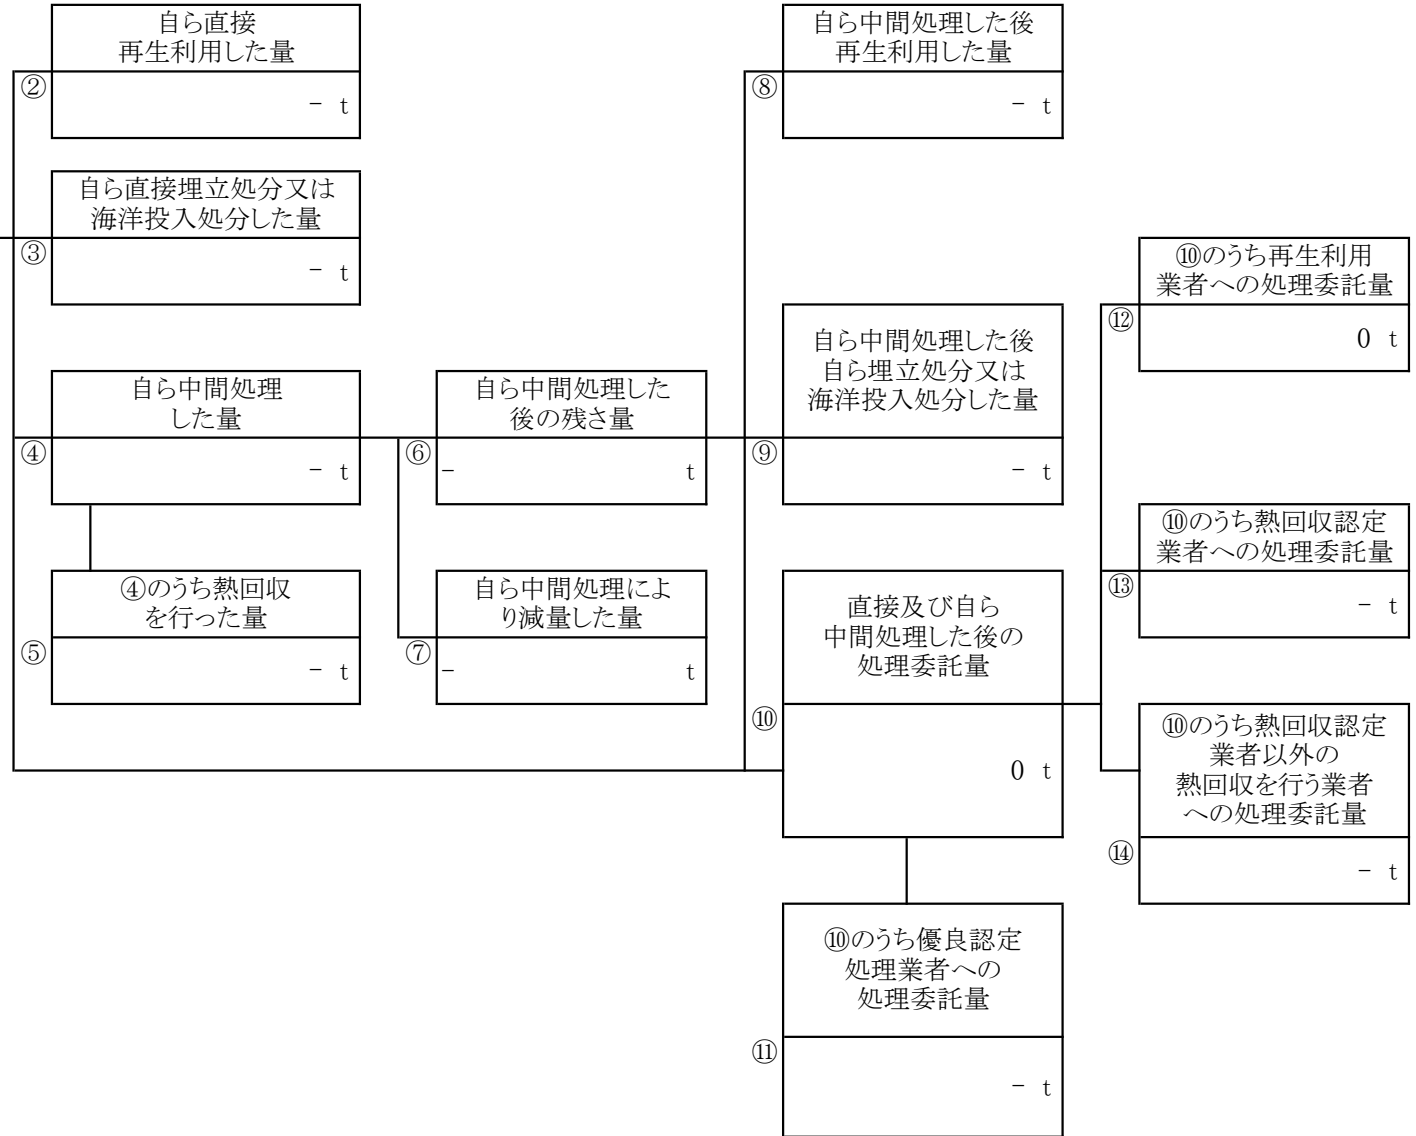 自ら直接
再生利用した量
②
− t
自ら直接埋立処分又は
海洋投入処分した量
③
− t
自ら中間処理
した量
④
− t
④のうち熱回収
を行った量
⑤
− t
自ら中間処理した
後の残さ量
⑥
− t
自ら中間処理によ
り減量した量
⑦
− t
自ら中間処理した後
再生利用した量
⑧
− t
自ら中間処理した後
自ら埋立処分又は
海洋投入処分した量
⑨
− t
直接及び自ら
中間処理した後の
処理委託量
⑩
0 t
⑩のうち優良認定
処理業者への
処理委託量
⑪
− t
⑩のうち再生利用
業者への処理委託量
⑫
0 t
⑩のうち熱回収認定
業者への処理委託量
⑬
− t
⑩のうち熱回収認定
業者以外の
熱回収を行う業者
への処理委託量
⑭
− t